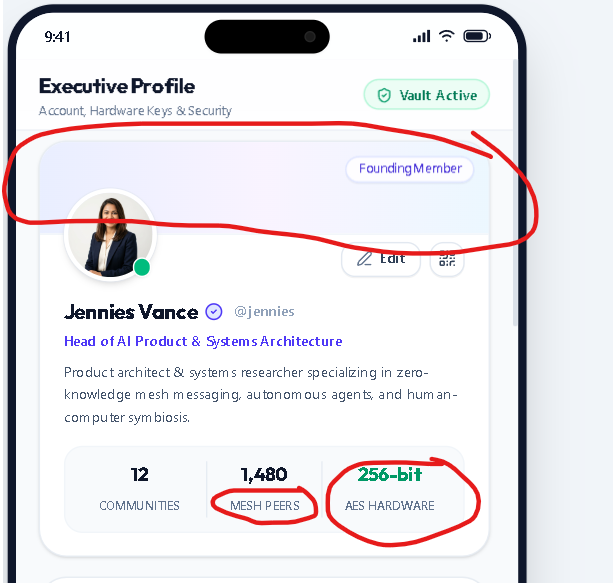 9:41
Executive Profile
Account, Hardware Keys & Security
Vault Active
Founding Member
Edit
Jennies Vance @jennies
Head of AI Product & Systems Architecture
Product architect & systems researcher specializing in zero-
knowledge mesh messaging, autonomous agents, and human-
computer symbiosis.
12 1,480 256-bit
COMMUNITIES MESH PEERS AES HARDWARE